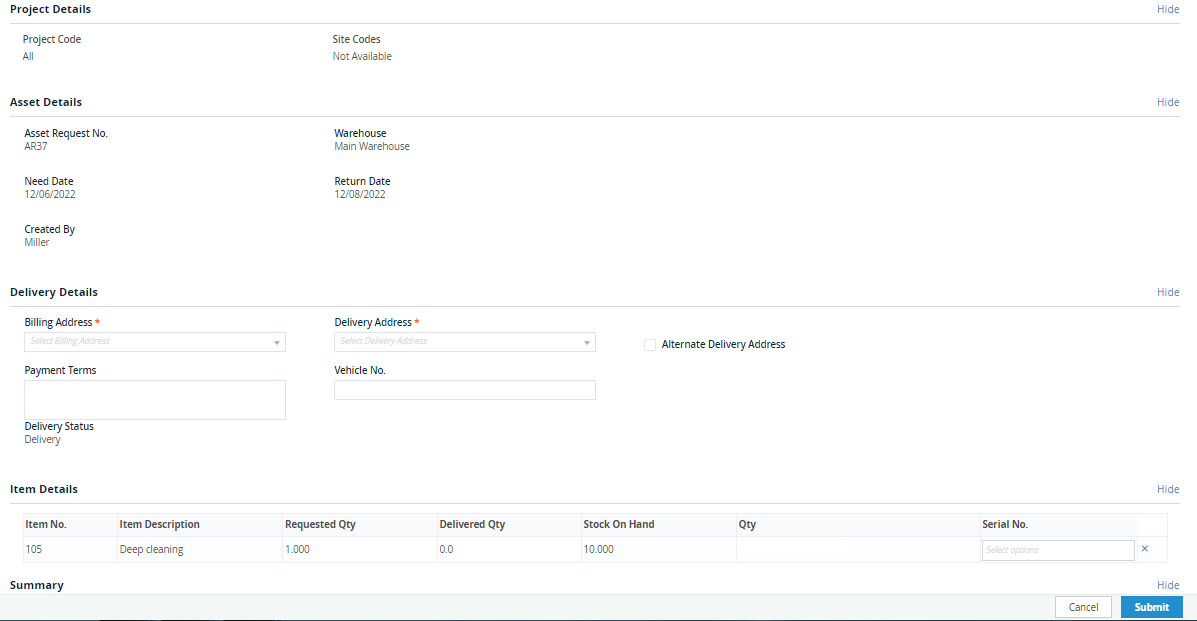 Project Details Hide
Project Code Site Codes
All Not Available
Asset Details Hide
Asset Request No. Warehouse
AR37 Main Warehouse
Need Date Return Date
12/06/2022 12/08/2022
Created By
Miller
Delivery Details Hide
Billing Address * Delivery Address *
Select Billing Address Select Delivery Address Alternate Delivery Address
Payment Terms Vehicle No.
Delivery Status
Delivery
Item Details Hide
Item No. Item Description Requested Qty Delivered Qty Stock On Hand Qty Serial No.
105 Deep cleaning 1.000 0.0 10.000 Select options ×
Summary Hide
Cancel Submit